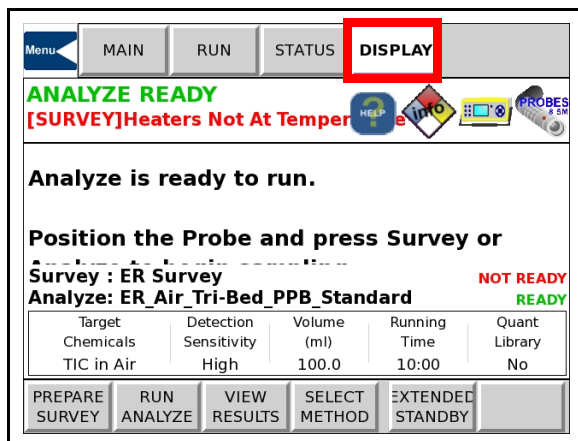 Menu MAIN RUN STATUS DISPLAY
ANALYZE READY
[SURVEY]Heaters Not At Temper e
HELP info PROBES
& SM
Analyze is ready to run.
Position the Probe and press Survey or
Survey : ER Survey NOT READY
Analyze: ER_Air_Tri-Bed_PPB_Standard READY
Target Detection Volume Running Quant
Chemicals Sensitivity (ml) Time Library
TIC in Air High 100.0 10:00 No
PREPARE RUN VIEW SELECT EXTENDED
SURVEY ANALYZE RESULTS METHOD STANDBY